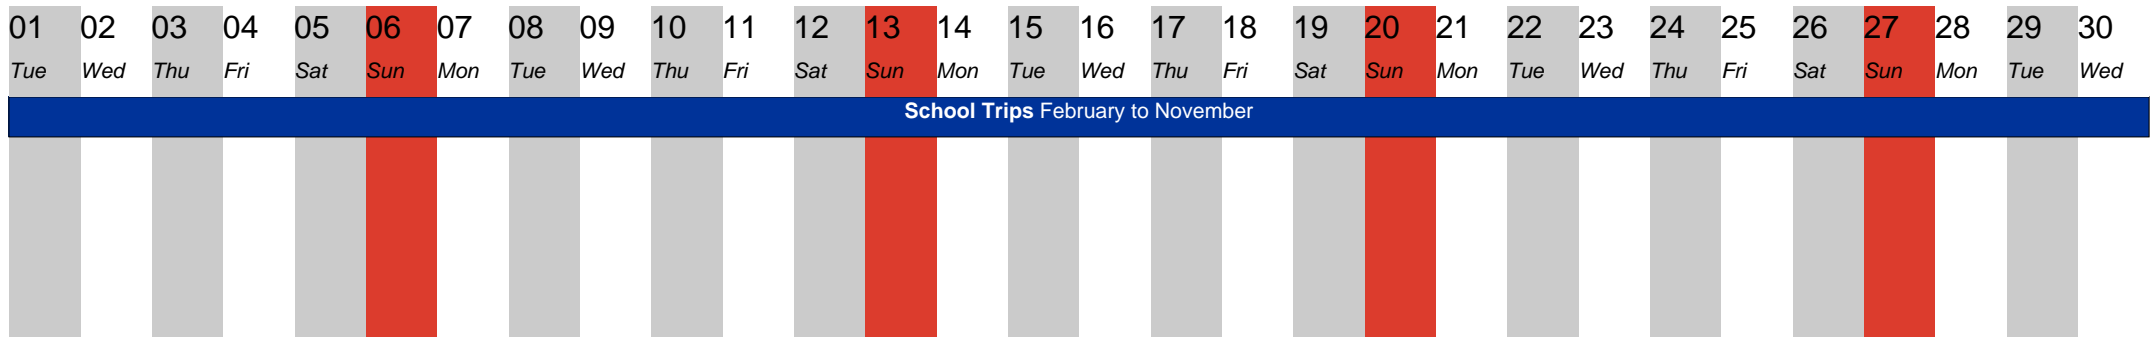 01 02 03 04 05 06 07 08 09 10 11 12 13 14 15 16 17 18 19 20 21 22 23 24 25 26 27 28 29 30
Tue Wed Thu Fri Sat Sun Mon Tue Wed Thu Fri Sat Sun Mon Tue Wed Thu Fri Sat Sun Mon Tue Wed Thu Fri Sat Sun Mon Tue Wed
School Trips February to November